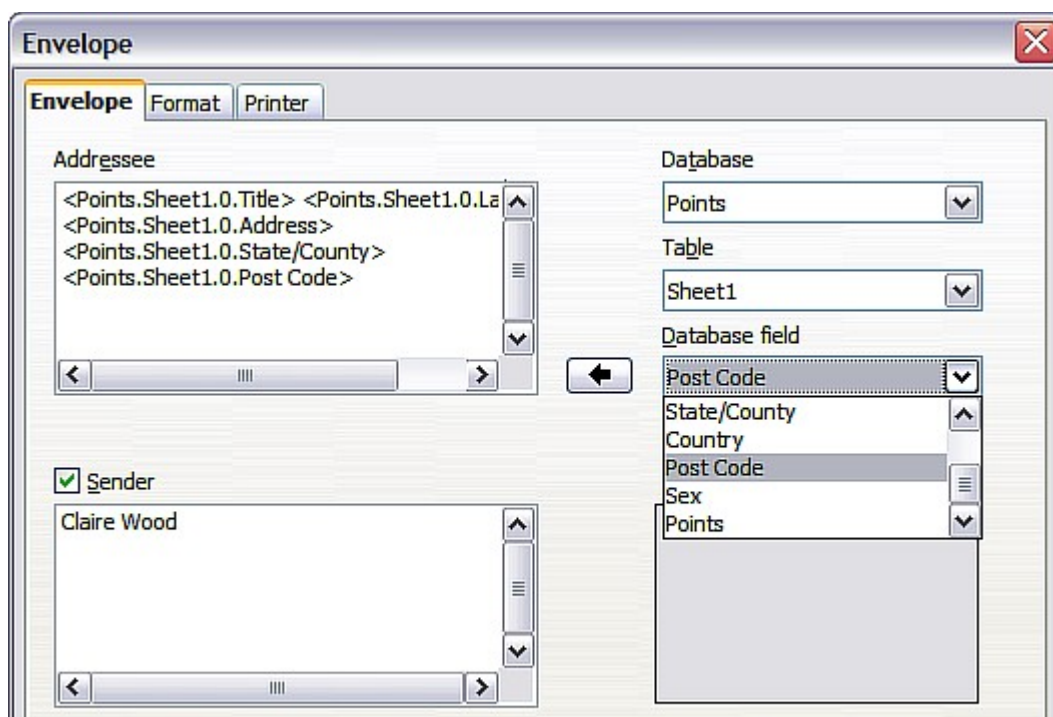 Envelope
Envelope Format Printer
Addressee
<Points.Sheet1.0.Title> <Points.Sheet1.0.La
<Points.Sheet1.0.Address>
<Points.Sheet1.0.State/County>
<Points.Sheet1.0.Post Code>
Database
Points
Table
Sheet1
Database field
Post Code
State/County
Country
Post Code
Sex
Points
Sender
Claire Wood